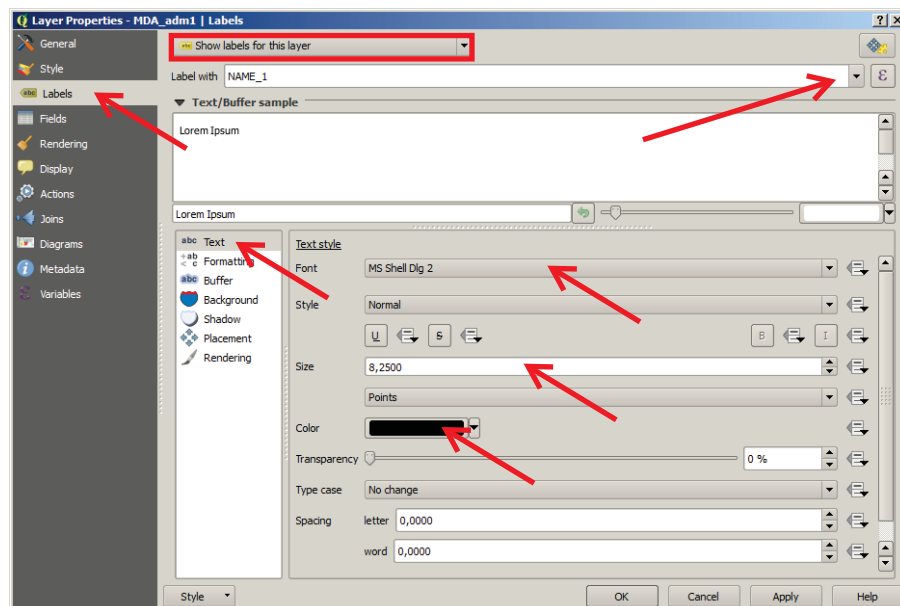 Layer Properties - MDA_adm1 | Labels
General
Style
Labels
Fields
Rendering
Display
Actions
Joins
Diagrams
Metadata
Variables
abc Show labels for this layer
Label with NAME_1 ε
Text/Buffer sample
Lorem Ipsum
Lorem Ipsum
abc Text
Formatting
abc Buffer
Background
Shadow
Placement
Rendering
Text style
Font MS Shell Dlg 2
Style Normal
U S B I
Size 8,2500
Points
Color
Transparency 0 %
Type case No change
Spacing letter 0,0000
word 0,0000
Style OK Cancel Apply Help